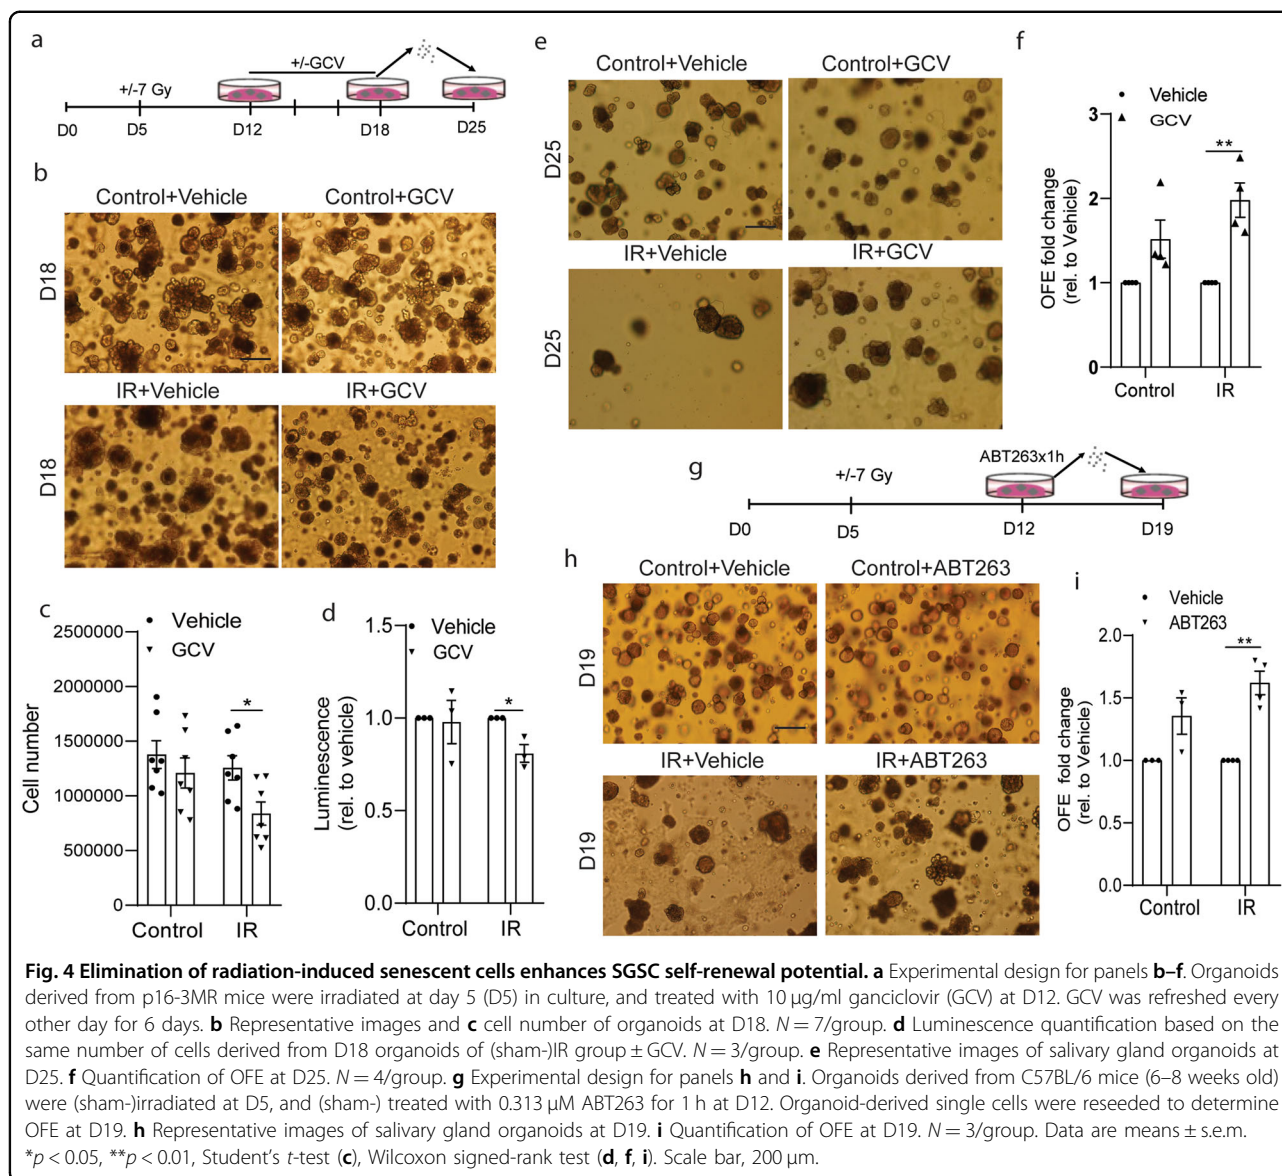 a
+/-GCV
+/-7 Gy
D0
D5
D12
D18
D25
b
Control+Vehicle
Control+GCV
D18
IR+Vehicle
IR+GCV
D18
c
Vehicle
GCV
2500000
2000000
1500000
1000000
500000
0
Cell number
*
Control
IR
d
Vehicle
GCV
1.5
1.0
0.5
0.0
Luminescence
(rel. to vehicle)
*
Control
IR
e
Control+Vehicle
Control+GCV
D25
IR+Vehicle
IR+GCV
D25
f
Vehicle
GCV
3
2
1
0
OFE fold change
(rel. to Vehicle)
**
Control
IR
g
ABT263x1h
+/-7 Gy
D0
D5
D12
D19
h
Control+Vehicle
Control+ABT263
D19
IR+Vehicle
IR+ABT263
D19
i
Vehicle
ABT263
2.0
1.5
1.0
0.5
0.0
OFE fold change
(rel. to Vehicle)
**
Control
IR
Fig. 4 Elimination of radiation-induced senescent cells enhances SGSC self-renewal potential. a Experimental design for panels b–f. Organoids
derived from p16-3MR mice were irradiated at day 5 (D5) in culture, and treated with 10 µg/ml ganciclovir (GCV) at D12. GCV was refreshed every
other day for 6 days. b Representative images and c cell number of organoids at D18. N = 7/group. d Luminescence quantification based on the
same number of cells derived from D18 organoids of (sham-)IR group ± GCV. N = 3/group. e Representative images of salivary gland organoids at
D25. f Quantification of OFE at D25. N = 4/group. g Experimental design for panels h and i. Organoids derived from C57BL/6 mice (6–8 weeks old)
were (sham-)irradiated at D5, and (sham-) treated with 0.313 µM ABT263 for 1 h at D12. Organoid-derived single cells were reseeded to determine
OFE at D19. h Representative images of salivary gland organoids at D19. i Quantification of OFE at D19. N = 3/group. Data are means ± s.e.m.
*p < 0.05, **p < 0.01, Student's t-test (c), Wilcoxon signed-rank test (d, f, i). Scale bar, 200 µm.